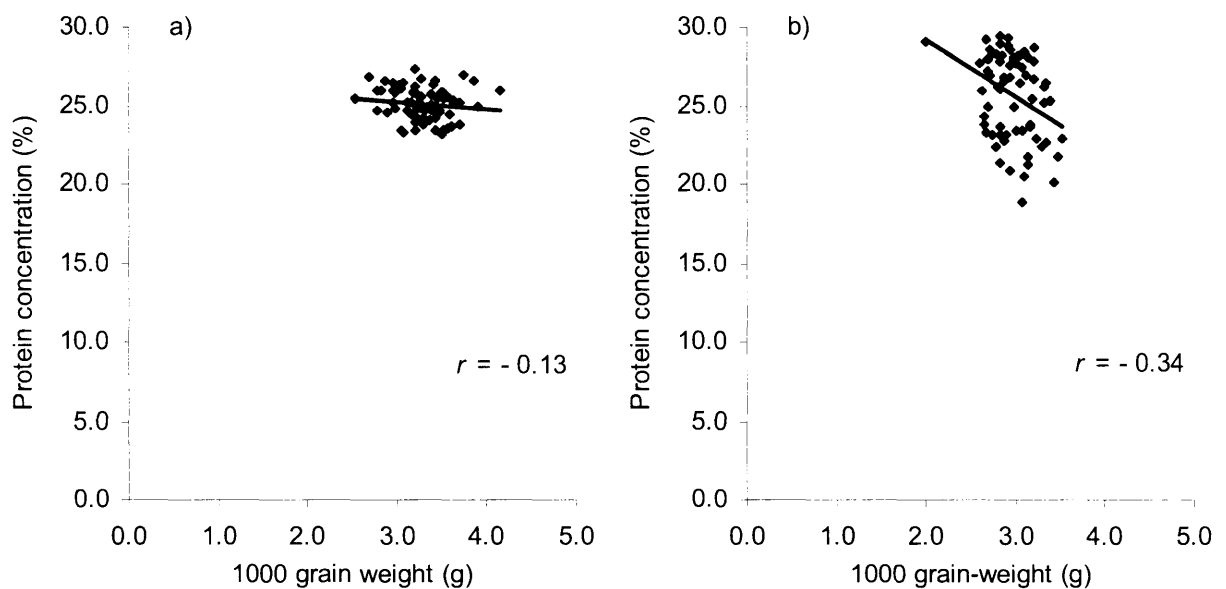 a)
30.0
25.0
20.0
15.0
10.0
5.0
0.0
Protein concentration (%)
r = - 0.13
0.0 1.0 2.0 3.0 4.0 5.0
1000 grain weight (g)
b)
30.0
25.0
20.0
15.0
10.0
5.0
0.0
Protein concentration (%)
r = - 0.34
0.0 1.0 2.0 3.0 4.0 5.0
1000 grain-weight (g)